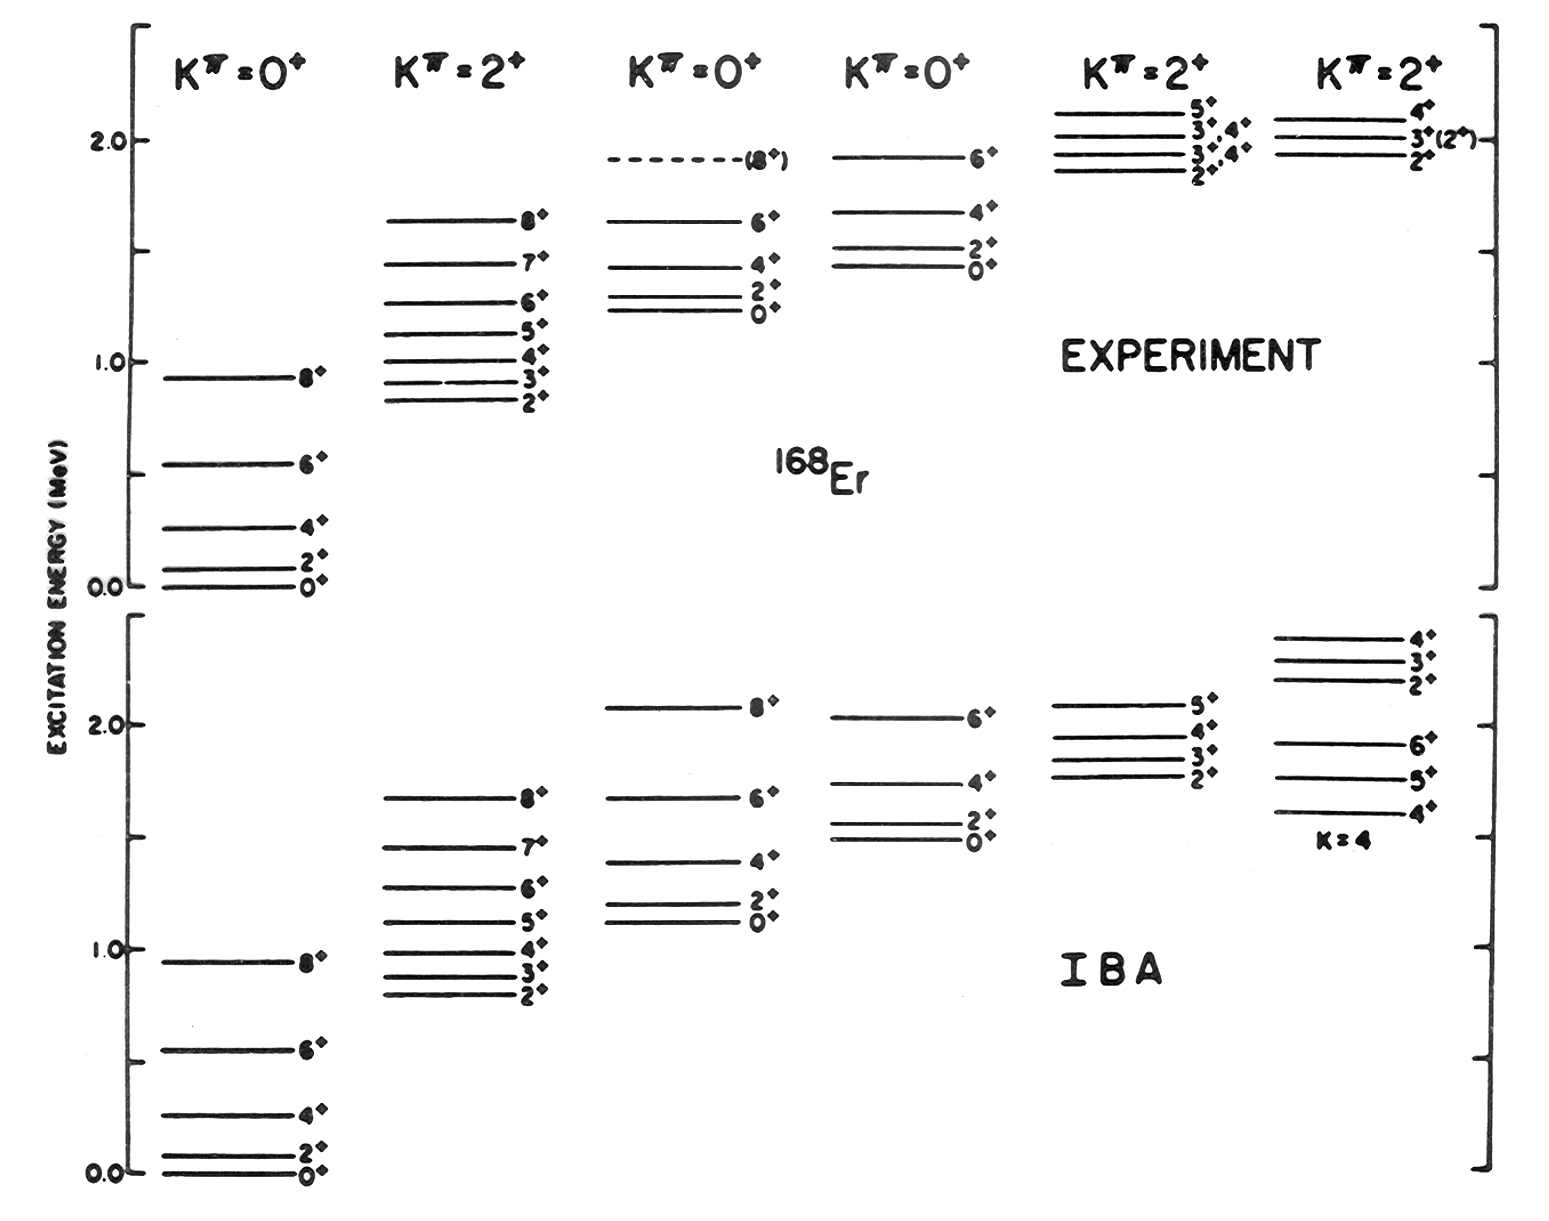 Kπ=0+ Kπ=2+ Kπ=0+ Kπ=0+ Kπ=2+ Kπ=2+
5+ 4+
3+,4+ 3+(2+)
2.0 (8+) 6+ 3+,4+ 2+
2+
8+ 6+ 4+
7+ 4+ 2+
6+ 2+ 0+
5+ 0+
EXPERIMENT
1.0 4+
8+ 3+
2+
6+
168Er
4+
2+
0.0 0+
EXCITATION ENERGY (MeV)
4+
3+
2+
2.0 8+ 6+ 5+ 6+
4+
3+ 5+
2+
8+ 6+ 4+ 4+
7+ 2+ K=4
0+
6+ 4+
5+ 2+
0+
1.0 4+
8+ 3+ IBA
2+
6+
4+
2+
0.0 0+